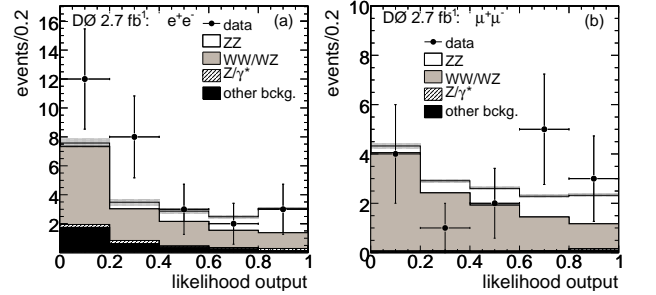 DØ 2.7 fb⁻¹: e⁺e⁻ (a)
events/0.2
16
14
12
10
8
6
4
2
data
ZZ
WW/WZ
Z/γ*
other bckg.
0 0.2 0.4 0.6 0.8 1
likelihood output
DØ 2.7 fb⁻¹: μ⁺μ⁻ (b)
events/0.2
10
8
6
4
2
0
data
ZZ
WW/WZ
Z/γ*
other bckg.
0 0.2 0.4 0.6 0.8 1
likelihood output